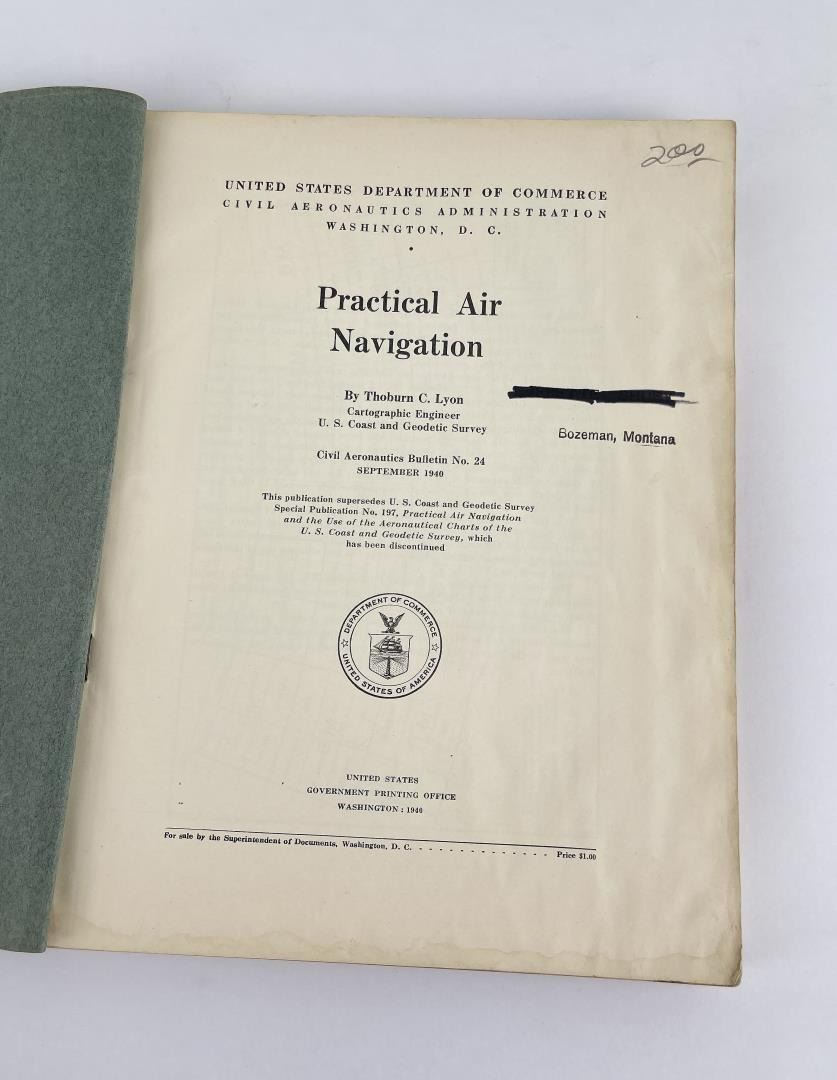 200
UNITED STATES DEPARTMENT OF COMMERCE
CIVIL AERONAUTICS ADMINISTRATION
WASHINGTON, D. C.
Practical Air
Navigation
By Thoburn C. Lyon
Cartographic Engineer
U. S. Coast and Geodetic Survey
Bozeman, Montana
Civil Aeronautics Bulletin No. 24
SEPTEMBER 1940
This publication supersedes U. S. Coast and Geodetic Survey
Special Publication No. 197, Practical Air Navigation
and the Use of the Aeronautical Charts of the
U. S. Coast and Geodetic Survey, which
has been discontinued
DEPARTMENT OF COMMERCE
UNITED STATES OF AMERICA
UNITED STATES
GOVERNMENT PRINTING OFFICE
WASHINGTON : 1940
For sale by the Superintendent of Documents, Washington, D. C. - - - - - - - - - - - - - Price $1.00